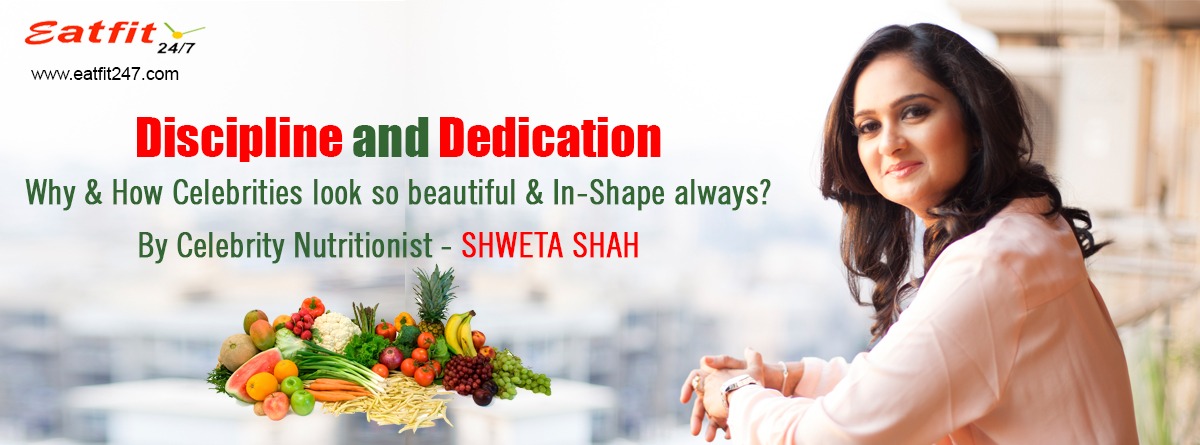 Eatfit
24/7
www.eatfit247.com
Discipline and Dedication
Why & How Celebrities look so beautiful & In-Shape always?
By Celebrity Nutritionist - SHWETA SHAH